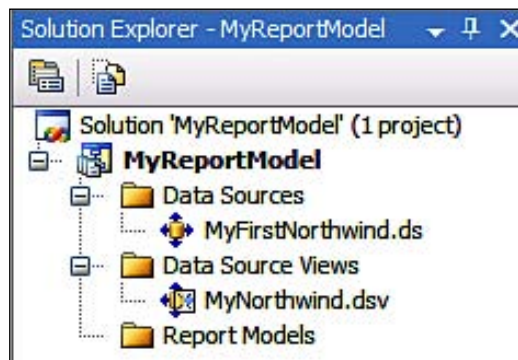 Solution Explorer - MyReportModel
Solution 'MyReportModel' (1 project)
MyReportModel
Data Sources
MyFirstNorthwind.ds
Data Source Views
MyNorthwind.dsv
Report Models